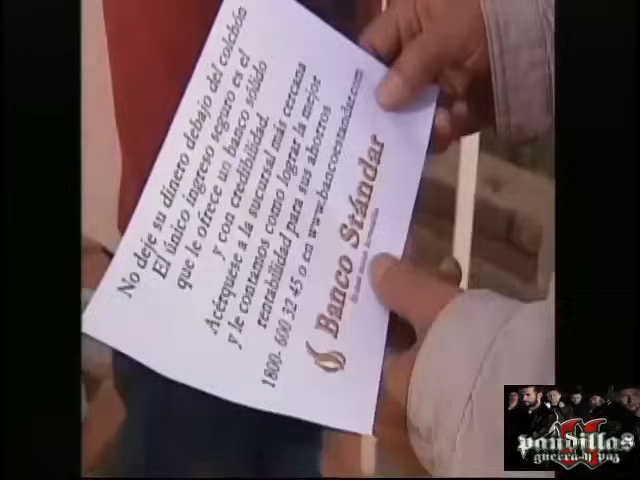 No deje su dinero debajo del colchón
El único ingreso seguro es el
que le ofrece un banco sólido
y con credibilidad.
Acérquese a la sucursal más cercana
y le contamos como lograr la mejor
rentabilidad para sus ahorros
1800- 600 32 45 o en www.bancoestandar.com
Banco Stándar
pandillas
guerra y paz
II